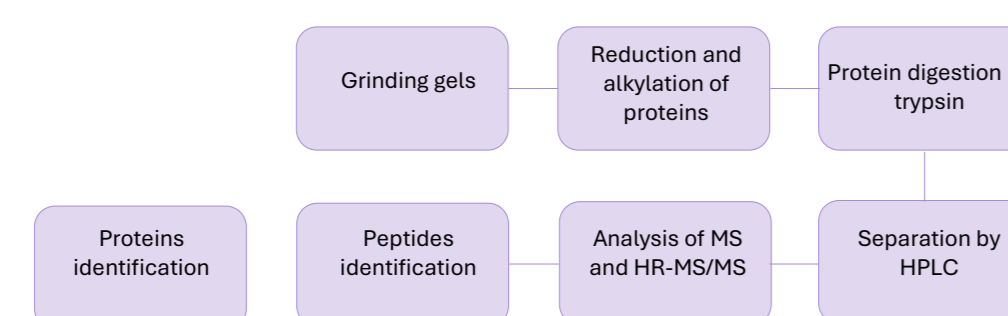 Grinding gels
Reduction and
alkylation of
proteins
Protein digestion
trypsin
Proteins
identification
Peptides
identification
Analysis of MS
and HR-MS/MS
Separation by
HPLC